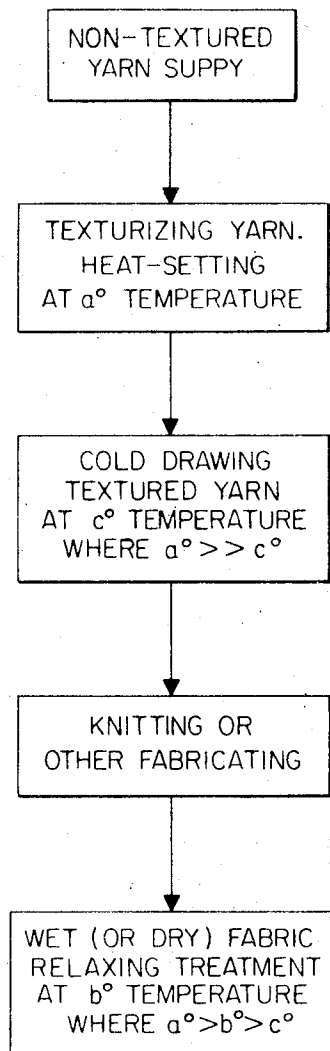 NON-TEXTURED
YARN SUPPY
TEXTURIZING YARN.
HEAT-SETTING
AT a° TEMPERATURE
COLD DRAWING
TEXTURED YARN
AT c° TEMPERATURE
WHERE a°>>c°
KNITTING OR
OTHER FABRICATING
WET (OR DRY) FABRIC
RELAXING TREATMENT
AT b° TEMPERATURE
WHERE a°>b°>c°